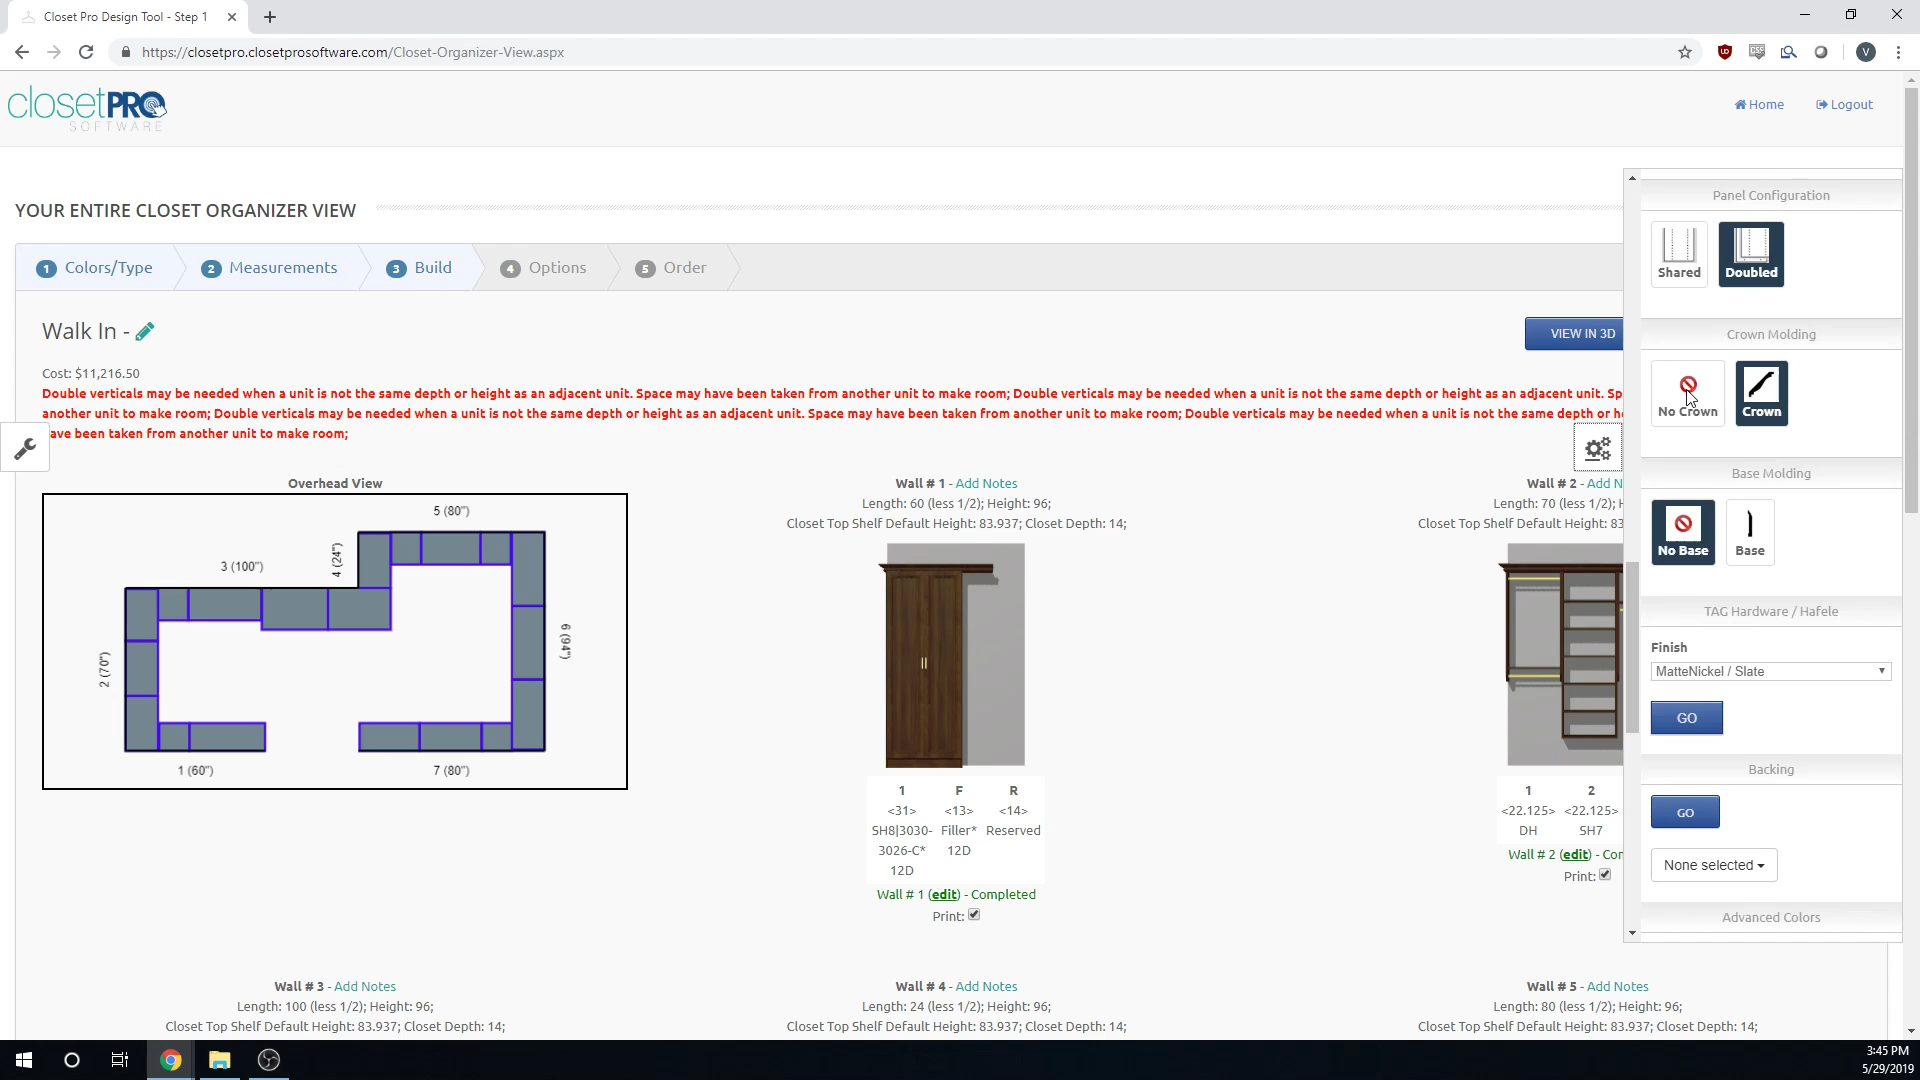 Closet Pro Design Tool - Step 1
https://closetpro.closetprosoftware.com/Closet-Organizer-View.aspx
V
closetPRO
SOFTWARE
Home
Logout
YOUR ENTIRE CLOSET ORGANIZER VIEW
1 Colors/Type
2 Measurements
3 Build
4 Options
5 Order
Walk In -
VIEW IN 3D
Cost: $11,216.50
Double verticals may be needed when a unit is not the same depth or height as an adjacent unit. Space may have been taken from another unit to make room; Double verticals may be needed when a unit is not the same depth or height as an adjacent unit. Sp
another unit to make room; Double verticals may be needed when a unit is not the same depth or height as an adjacent unit. Space may have been taken from another unit to make room; Double verticals may be needed when a unit is not the same depth or he
ave been taken from another unit to make room;
Overhead View
5 (80")
4 (24")
3 (100")
2 (70")
6 (94")
1 (60")
7 (80")
Wall # 1 - Add Notes
Length: 60 (less 1/2); Height: 96;
Closet Top Shelf Default Height: 83.937; Closet Depth: 14;
1 F R
<31> <13> <14>
SH8|3030- Filler* Reserved
3026-C* 12D
12D
Wall # 1 (edit) - Completed
Print:
Wall # 2 - Add N
Length: 70 (less 1/2); H
Closet Top Shelf Default Height: 83
1 2
<22.125> <22.125>
DH SH7
Wall # 2 (edit) - Con
Print:
Wall # 3 - Add Notes
Length: 100 (less 1/2); Height: 96;
Closet Top Shelf Default Height: 83.937; Closet Depth: 14;
Wall # 4 - Add Notes
Length: 24 (less 1/2); Height: 96;
Closet Top Shelf Default Height: 83.937; Closet Depth: 14;
Wall # 5 - Add Notes
Length: 80 (less 1/2); Height: 96;
Closet Top Shelf Default Height: 83.937; Closet Depth: 14;
Panel Configuration
Shared
Doubled
Crown Molding
No Crown
Crown
Base Molding
No Base
Base
TAG Hardware / Hafele
Finish
MatteNickel / Slate
GO
Backing
GO
None selected
Advanced Colors
3:45 PM
5/29/2019